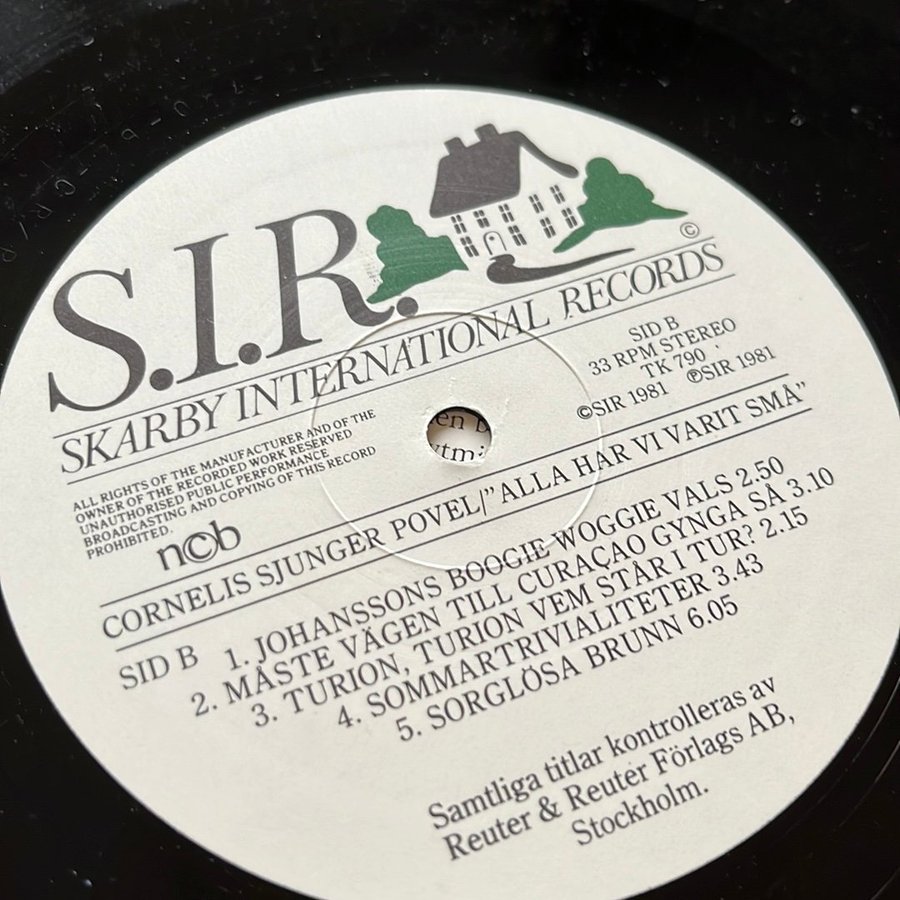 S.I.R.
©
SKARBY INTERNATIONAL RECORDS
SID B
33 RPM STEREO
TK 790
©SIR 1981 ℗SIR 1981
ALL RIGHTS OF THE MANUFACTURER AND OF THE
OWNER OF THE RECORDED WORK RESERVED
UNAUTHORISED PUBLIC PERFORMANCE
BROADCASTING AND COPYING OF THIS RECORD
PROHIBITED.
ncb
CORNELIS SJUNGER POVEL/"ALLA HAR VI VARIT SMÅ"
SID B
1. JOHANSSONS BOOGIE WOGGIE VALS 2.50
2. MÅSTE VÄGEN TILL CURAÇAO GYNGA SÅ 3.10
3. TURION, TURION VEM STÅR I TUR? 2.15
4. SOMMARTRIVIALITETER 3.43
5. SORGLÖSA BRUNN 6.05
Samtliga titlar kontrolleras av
Reuter & Reuter Förlags AB,
Stockholm.